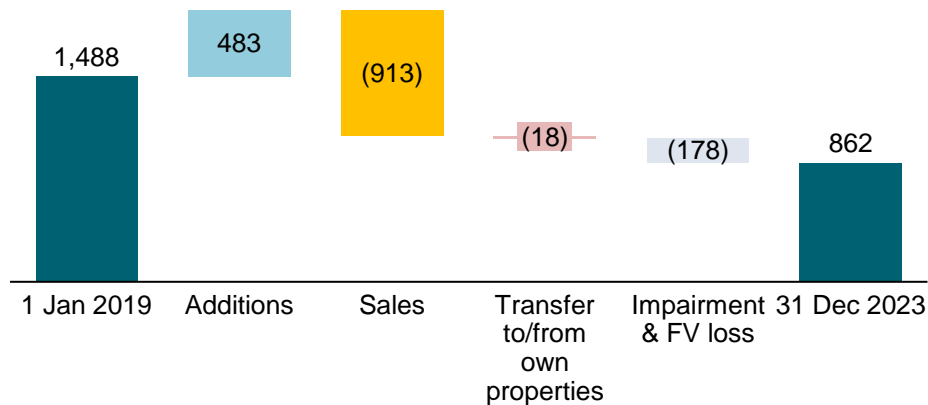 1,488
483
(913)
(18)
(178)
862
1 Jan 2019
Additions
Sales
Transfer
to/from
own
properties
Impairment
& FV loss
31 Dec 2023